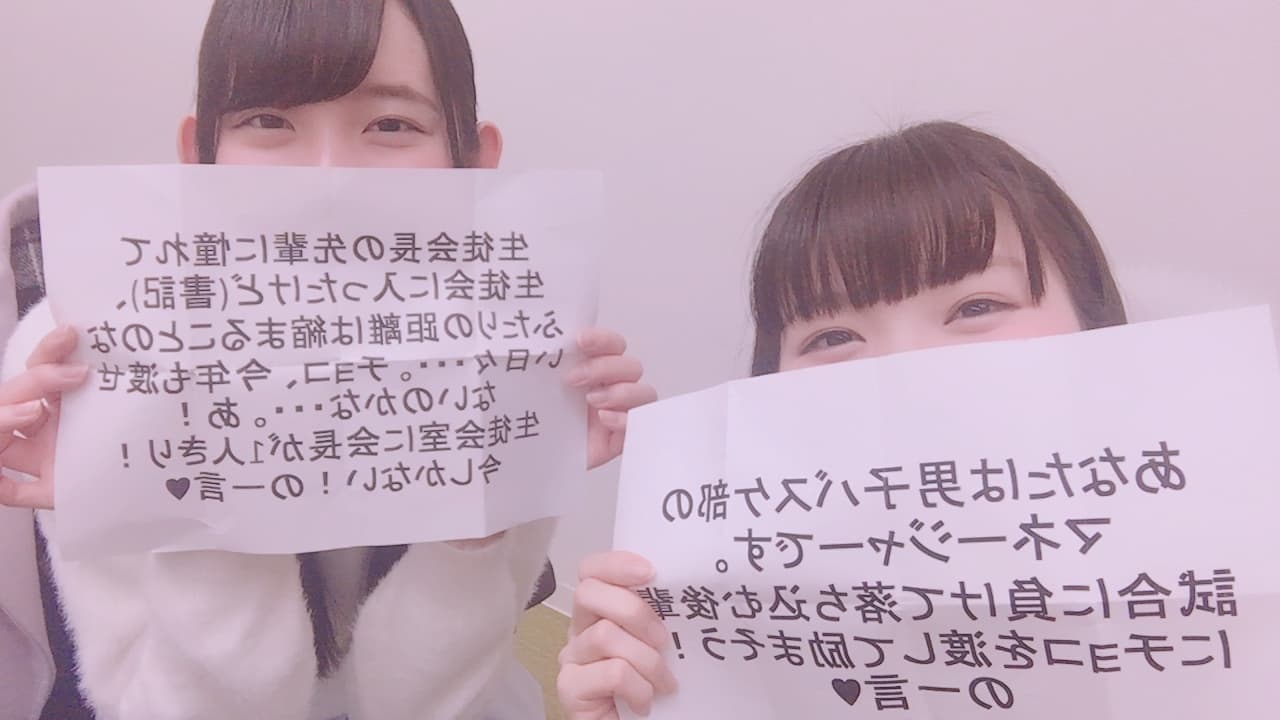 生徒会長の先輩に憧れて
生徒会に入ったけど(書記)、
ふたりの距離は縮まることのな
い日々・・・。チョコ、今年も渡せ
ないのかな・・・。あ！
生徒会室に会長が1人きり！
今しかない！の一言♥
あなたは男子バスケ部の
マネージャーです。
試合に負けて落ち込む後輩
にチョコを渡して励まそう！
の一言♥